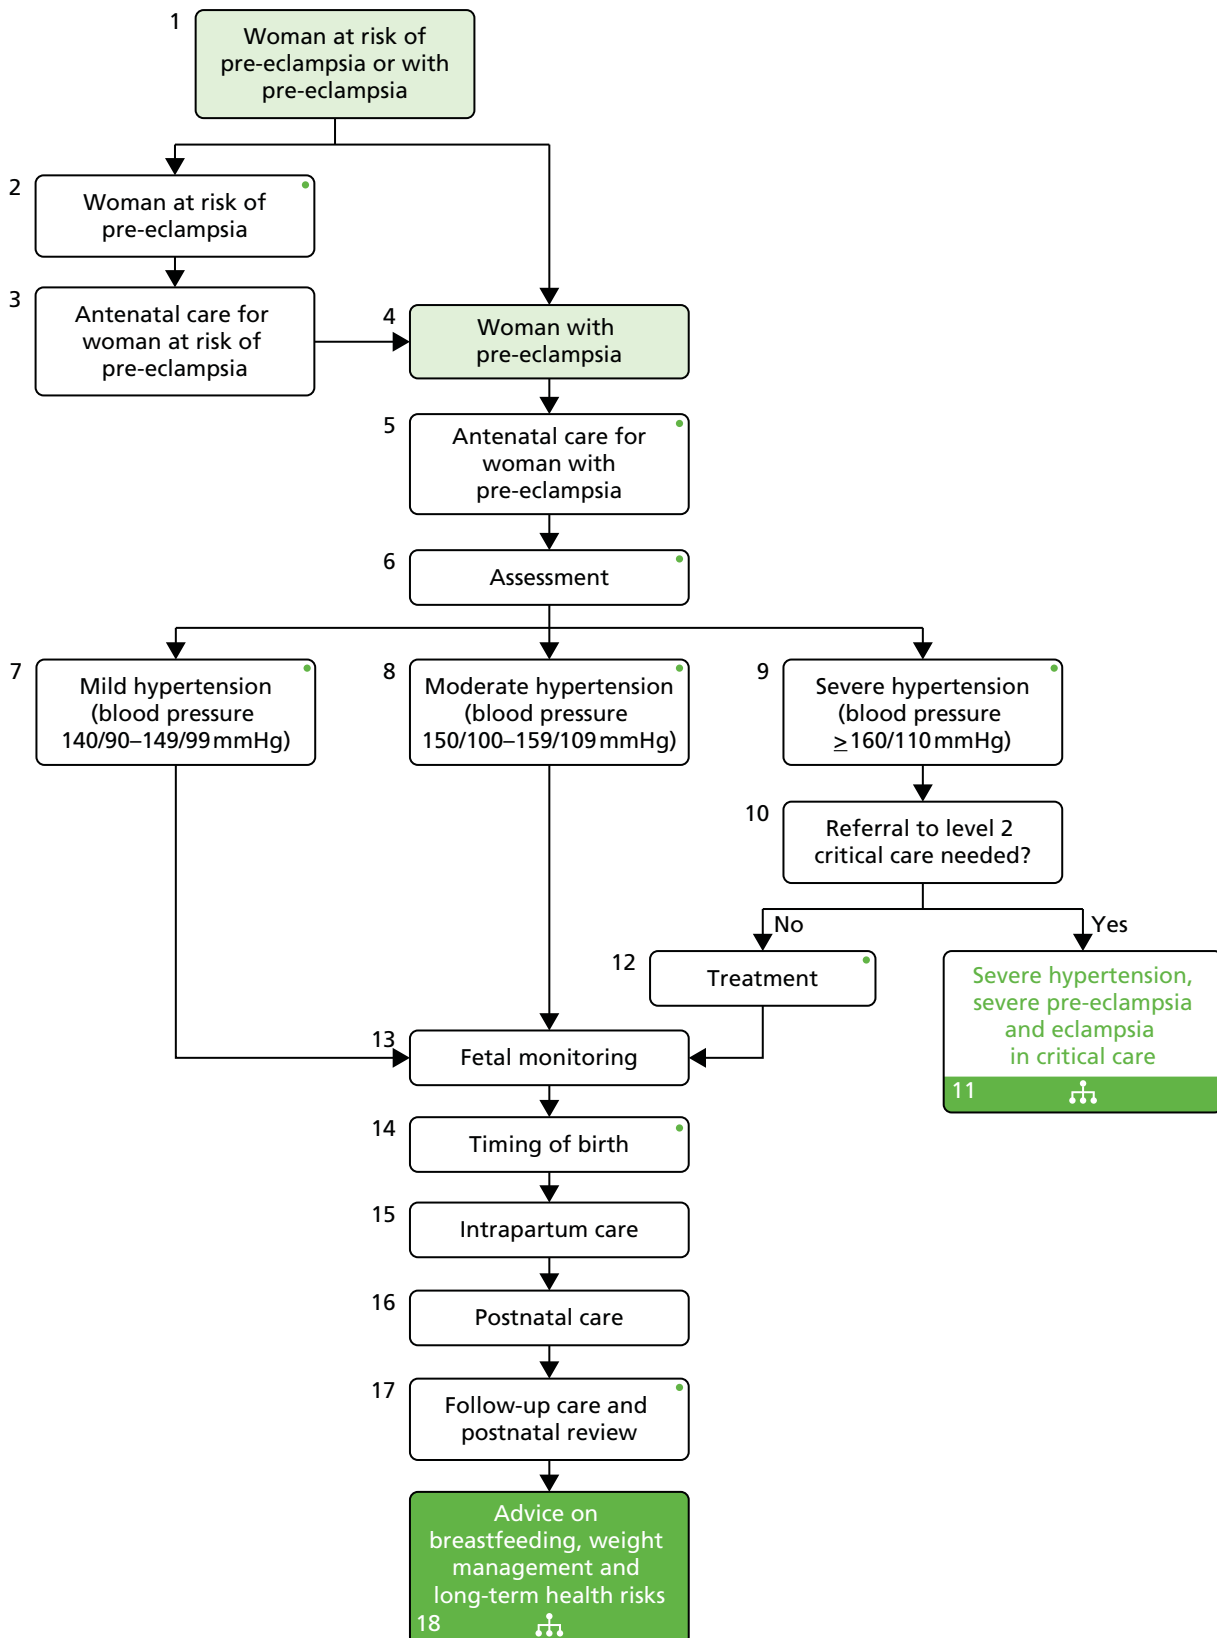 1
Woman at risk of
pre-eclampsia or with
pre-eclampsia
2
Woman at risk of
pre-eclampsia
3
Antenatal care for
woman at risk of
pre-eclampsia
4
Woman with
pre-eclampsia
5
Antenatal care for
woman with
pre-eclampsia
6
Assessment
7
Mild hypertension
(blood pressure
140/90–149/99 mmHg)
8
Moderate hypertension
(blood pressure
150/100–159/109 mmHg)
9
Severe hypertension
(blood pressure
≥160/110 mmHg)
10
Referral to level 2
critical care needed?
No
Yes
12
Treatment
Severe hypertension,
severe pre-eclampsia
and eclampsia
in critical care
11
13
Fetal monitoring
14
Timing of birth
15
Intrapartum care
16
Postnatal care
17
Follow-up care and
postnatal review
Advice on
breastfeeding, weight
management and
long-term health risks
18